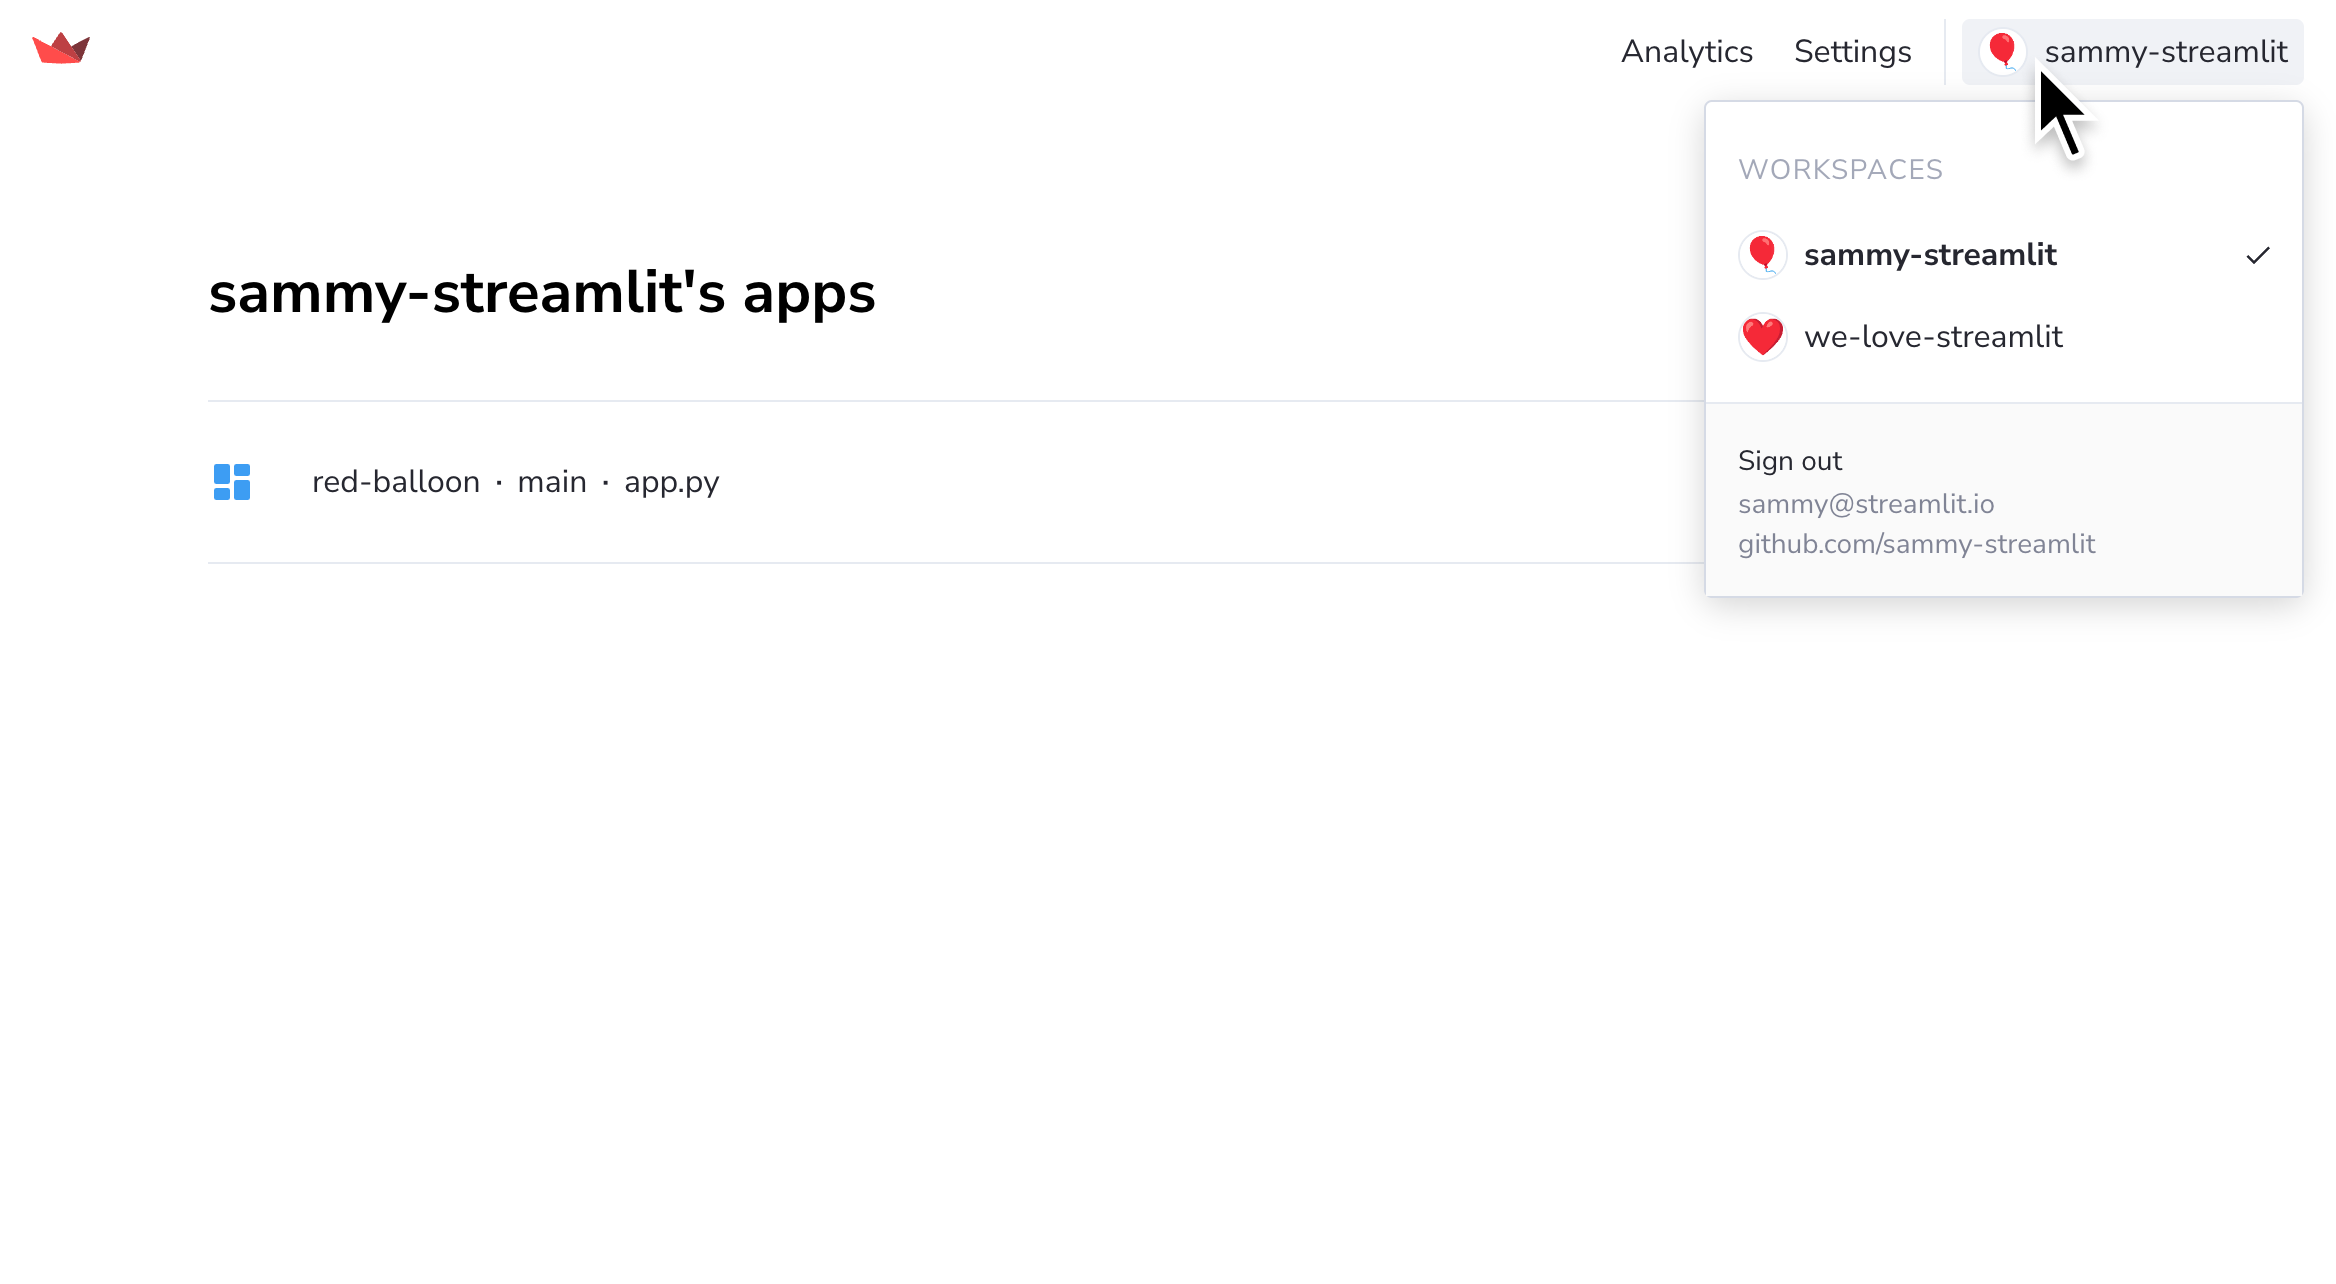 Analytics Settings sammy-streamlit
WORKSPACES
sammy-streamlit
we-love-streamlit
Sign out
sammy@streamlit.io
github.com/sammy-streamlit
sammy-streamlit's apps
red-balloon · main · app.py